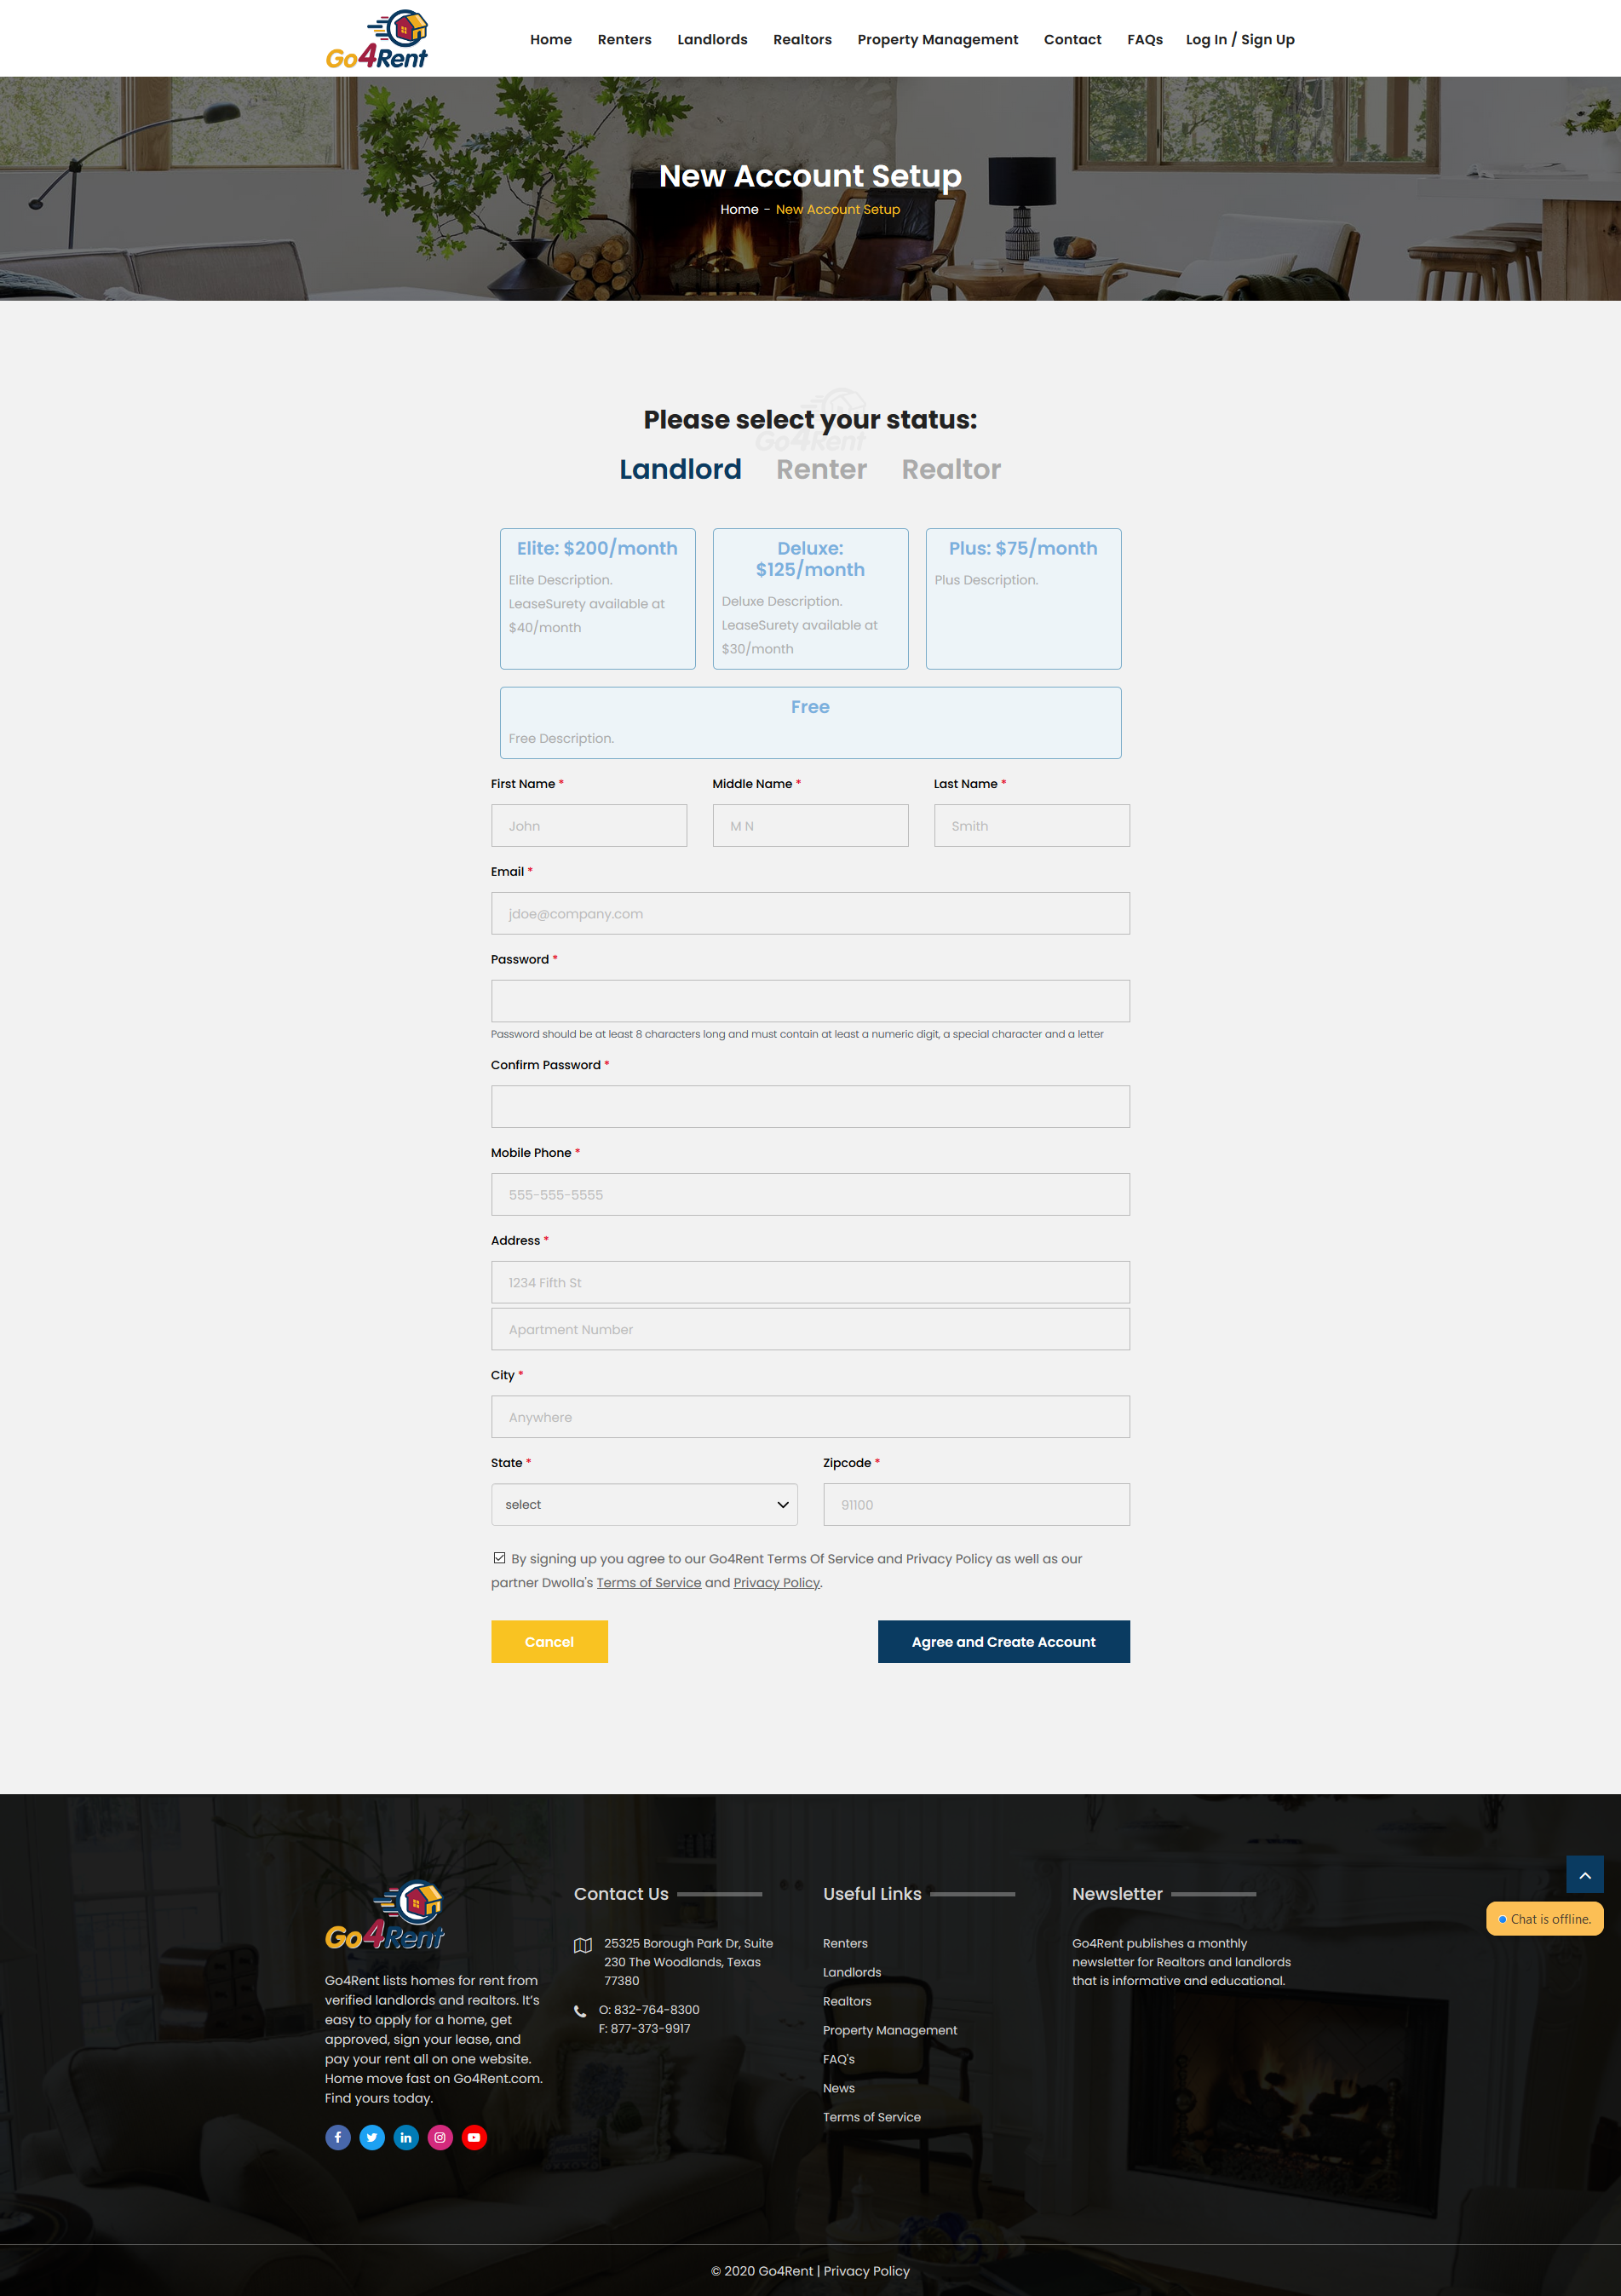 Go4Rent
Home Renters Landlords Realtors Property Management Contact FAQs Log In / Sign Up
New Account Setup
Home - New Account Setup
Go4Rent
Please select your status:
Landlord Renter Realtor
Elite: $200/month
Elite Description.
LeaseSurety available at
$40/month
Deluxe:
$125/month
Deluxe Description.
LeaseSurety available at
$30/month
Plus: $75/month
Plus Description.
Free
Free Description.
First Name * Middle Name * Last Name *
John M N Smith
Email *
jdoe@company.com
Password *
Password should be at least 8 characters long and must contain at least a numeric digit, a special character and a letter
Confirm Password *
Mobile Phone *
555-555-5555
Address *
1234 Fifth St
Apartment Number
City *
Anywhere
State * Zipcode *
select 91100
By signing up you agree to our Go4Rent Terms Of Service and Privacy Policy as well as our
partner Dwolla's Terms of Service and Privacy Policy.
Cancel Agree and Create Account
Go4Rent
Go4Rent lists homes for rent from
verified landlords and realtors. It's
easy to apply for a home, get
approved, sign your lease, and
pay your rent all on one website.
Home move fast on Go4Rent.com.
Find yours today.
Contact Us
25325 Borough Park Dr, Suite
230 The Woodlands, Texas
77380
O: 832-764-8300
F: 877-373-9917
Useful Links
Renters
Landlords
Realtors
Property Management
FAQ's
News
Terms of Service
Newsletter
Go4Rent publishes a monthly
newsletter for Realtors and landlords
that is informative and educational.
Chat is offline.
© 2020 Go4Rent | Privacy Policy